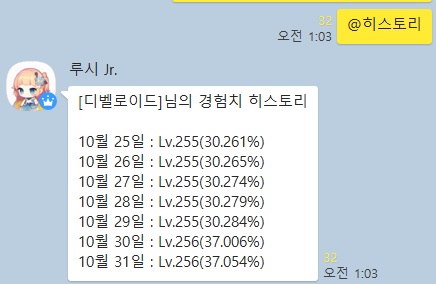 32
오전 1:03
@히스토리
루시 Jr.
[디벨로이드]님의 경험치 히스토리
10월 25일 : Lv.255(30.261%)
10월 26일 : Lv.255(30.265%)
10월 27일 : Lv.255(30.274%)
10월 28일 : Lv.255(30.279%)
10월 29일 : Lv.255(30.284%)
10월 30일 : Lv.256(37.006%)
10월 31일 : Lv.256(37.054%)
32
오전 1:03